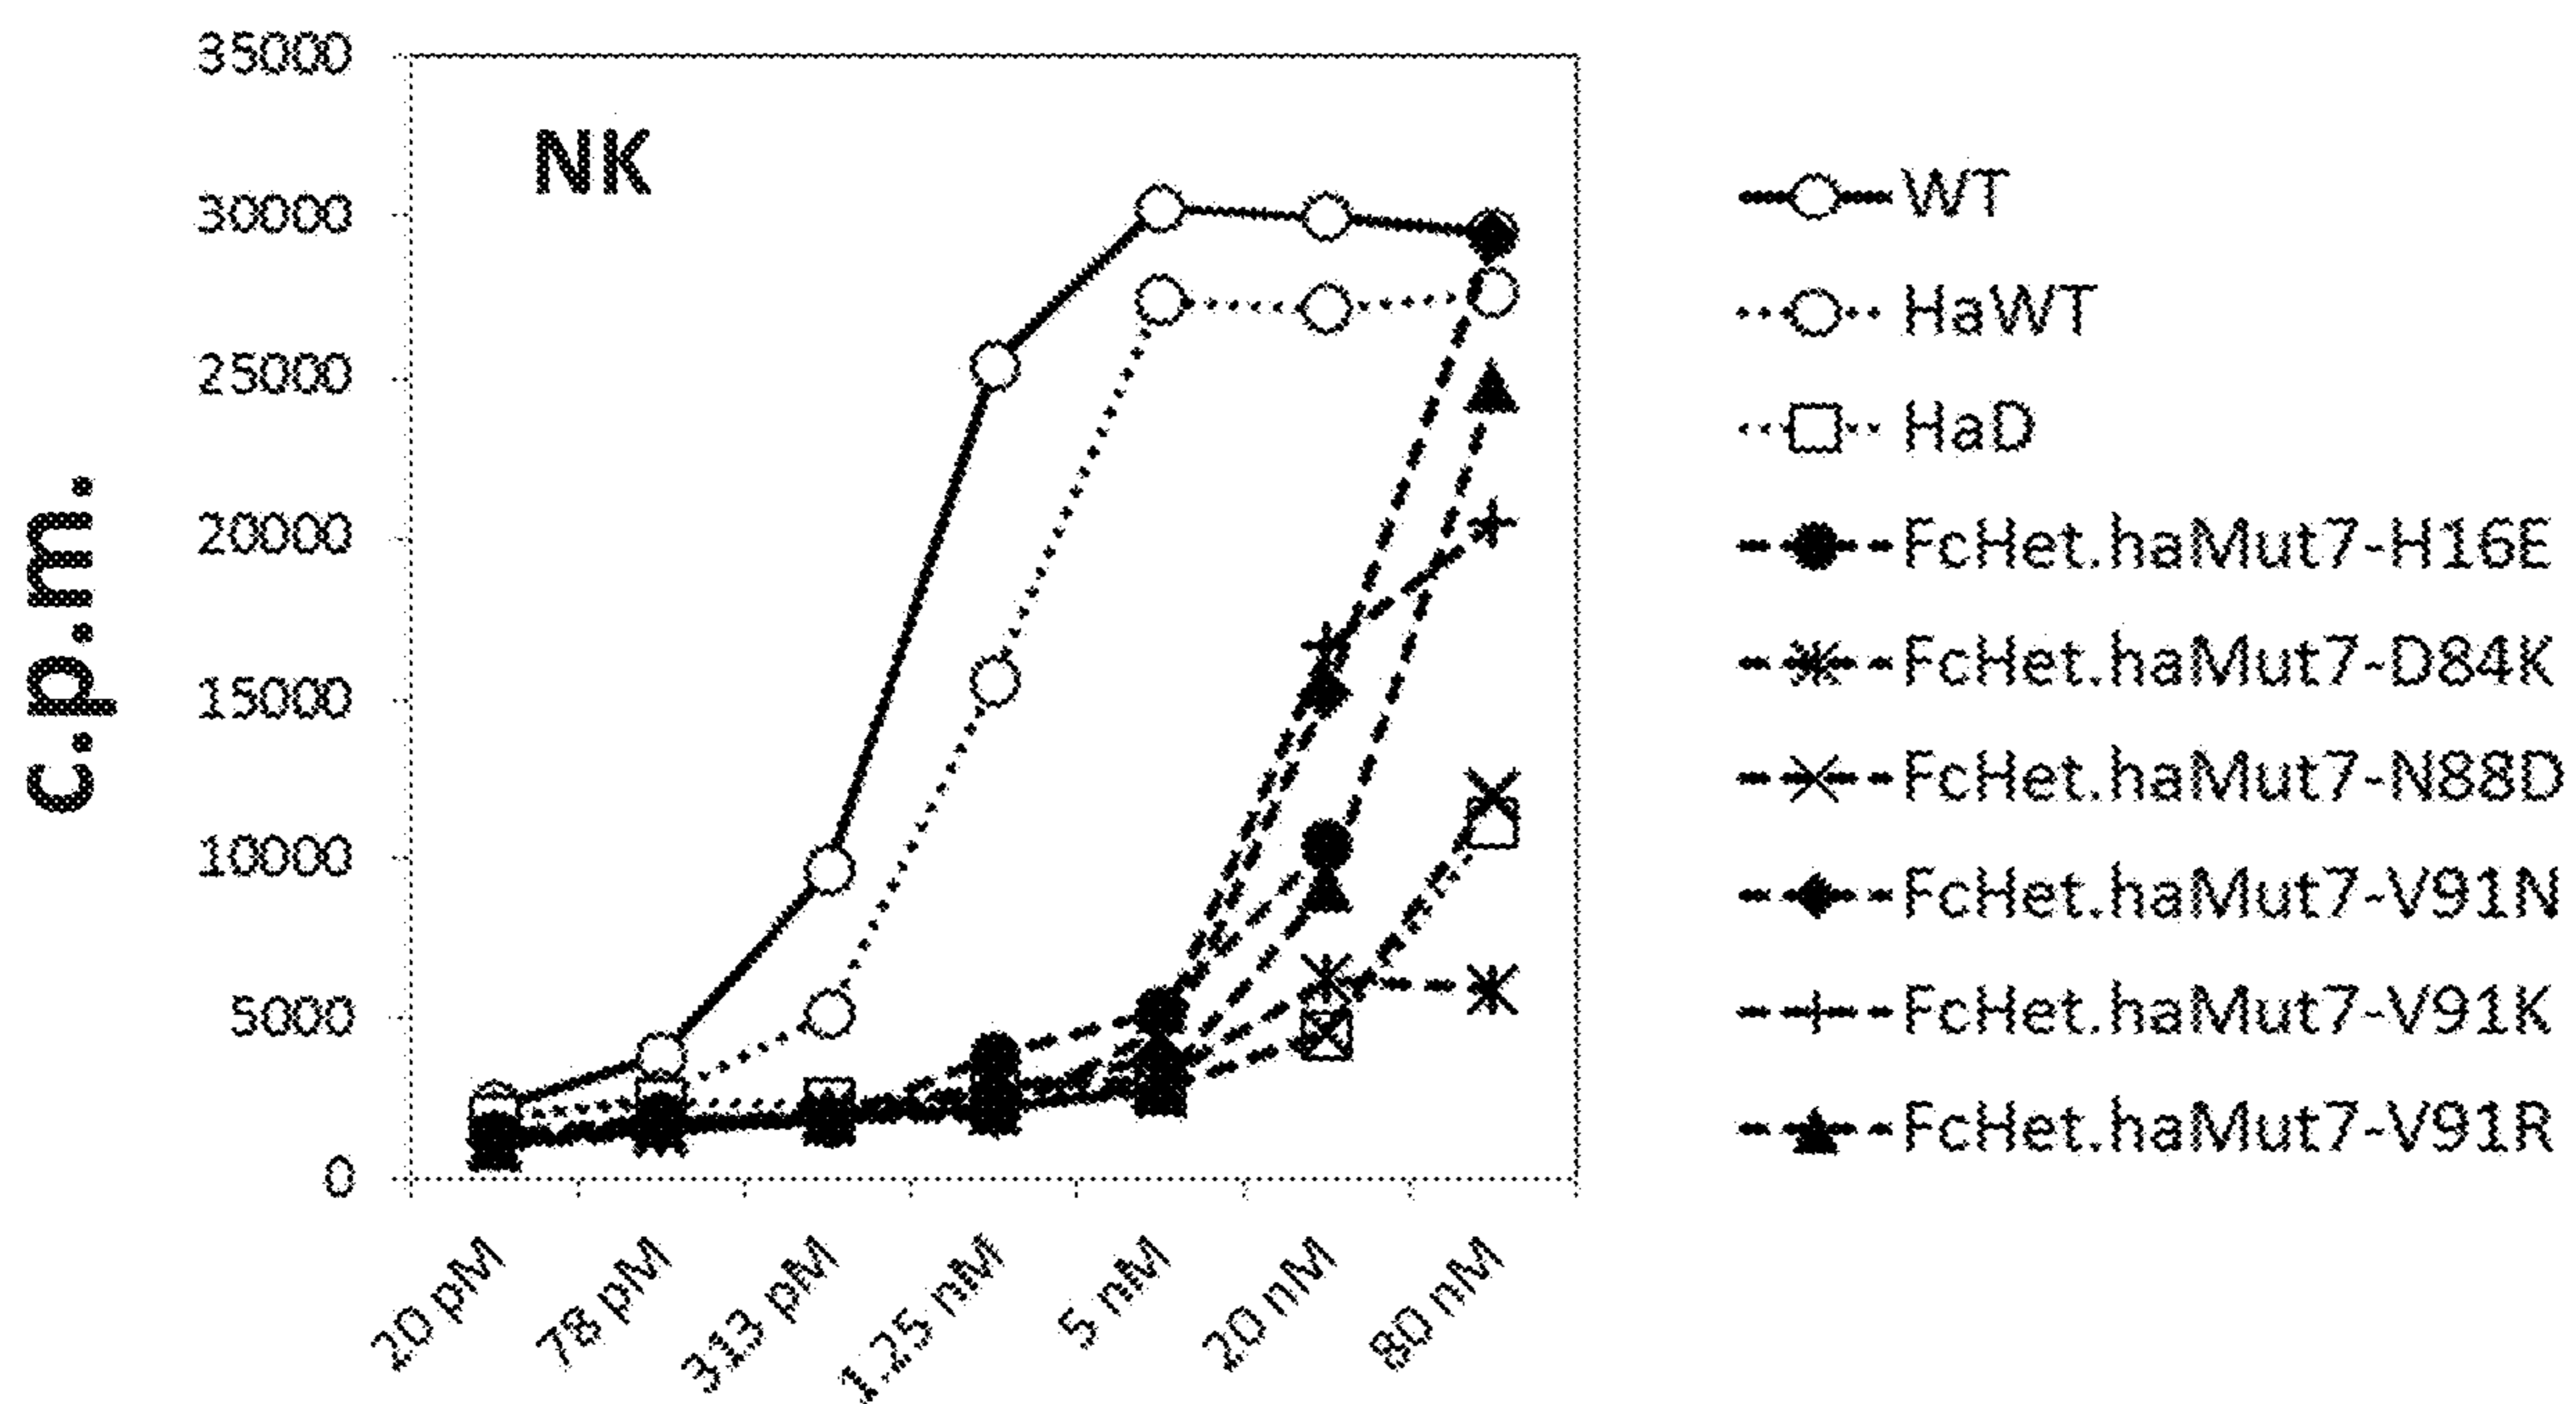 35000
30000
25000
20000
15000
10000
5000
0
c.p.m.
NK
20 pM
78 pM
313 pM
1.25 nM
5 nM
20 nM
80 nM
WT
HaWT
HaD
FcHet.haMut7-H16E
FcHet.haMut7-D84K
FcHet.haMut7-N88D
FcHet.haMut7-V91N
FcHet.haMut7-V91K
FcHet.haMut7-V91R